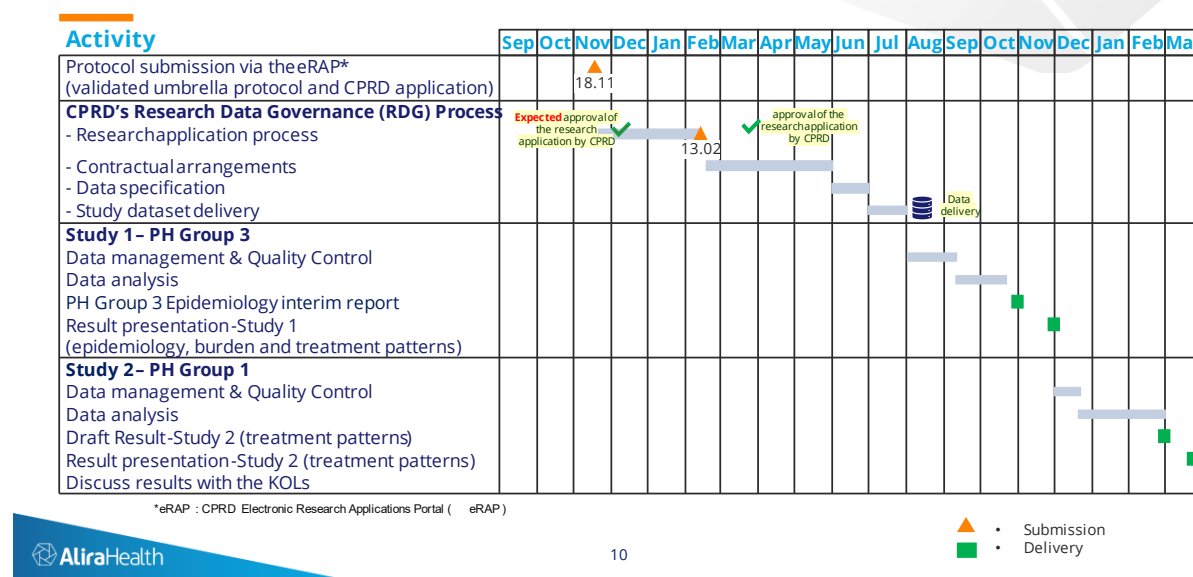 Activity
Sep Oct Nov Dec Jan Feb Mar Apr May Jun Jul Aug Sep Oct Nov Dec Jan Feb Ma
Protocol submission via theeRAP*
(validated umbrella protocol and CPRD application)
18.11
CPRD's Research Data Governance (RDG) Process
- Researchapplication process
Expected approval of
the research
application by CPRD
13.02
approval of the
researchapplication
by CPRD
- Contractual arrangements
- Data specification
- Study dataset delivery
Data
delivery
Study 1– PH Group 3
Data management & Quality Control
Data analysis
PH Group 3 Epidemiology interim report
Result presentation-Study 1
(epidemiology, burden and treatment patterns)
Study 2– PH Group 1
Data management & Quality Control
Data analysis
Draft Result-Study 2 (treatment patterns)
Result presentation-Study 2 (treatment patterns)
Discuss results with the KOLs
*eRAP : CPRD Electronic Research Applications Portal ( eRAP )
AliraHealth
10
• Submission
• Delivery